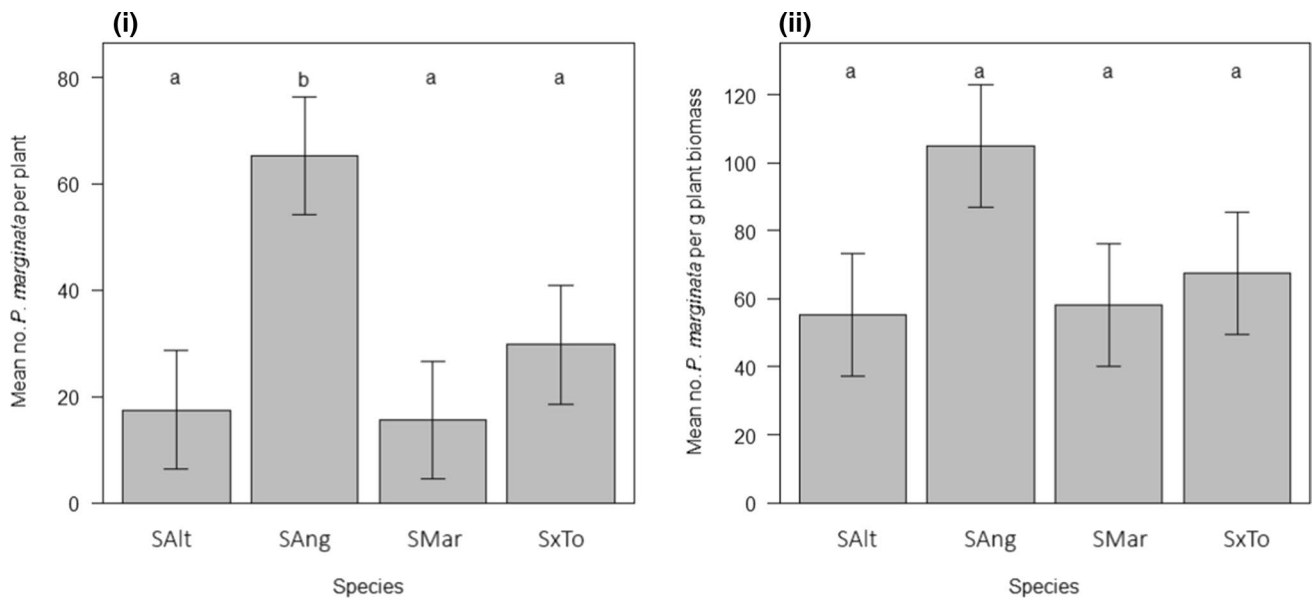 (i)
Mean no. P. marginata per plant
80
60
40
20
0
a b a a
SAlt SAng SMar SxTo
Species
(ii)
Mean no. P. marginata per g plant biomass
120
100
80
60
40
20
0
a a a a
SAlt SAng SMar SxTo
Species